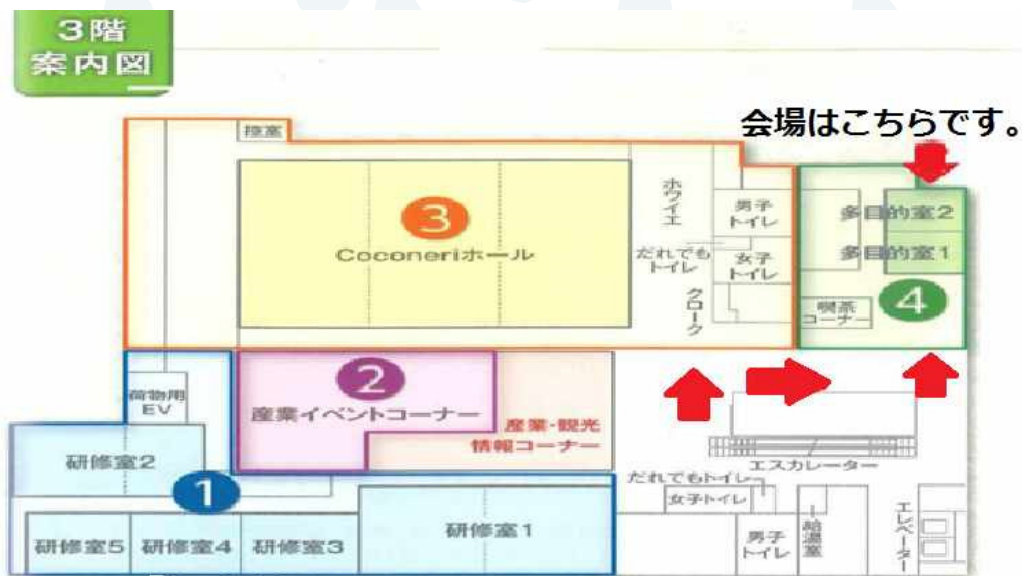 3階
案内図
会場はこちらです。
控室
ホワイエ
男子
トイレ
多目的室2
3
Coconeriホール
だれでも
トイレ
女子
トイレ
多目的室1
クローク
喫茶
コーナー
4
荷物用
EV
2
産業イベントコーナー
産業・観光
情報コーナー
研修室2
1
エスカレーター
だれでもトイレ
女子トイレ
研修室5
研修室4
研修室3
研修室1
男子
トイレ
給湯室
エレベーター